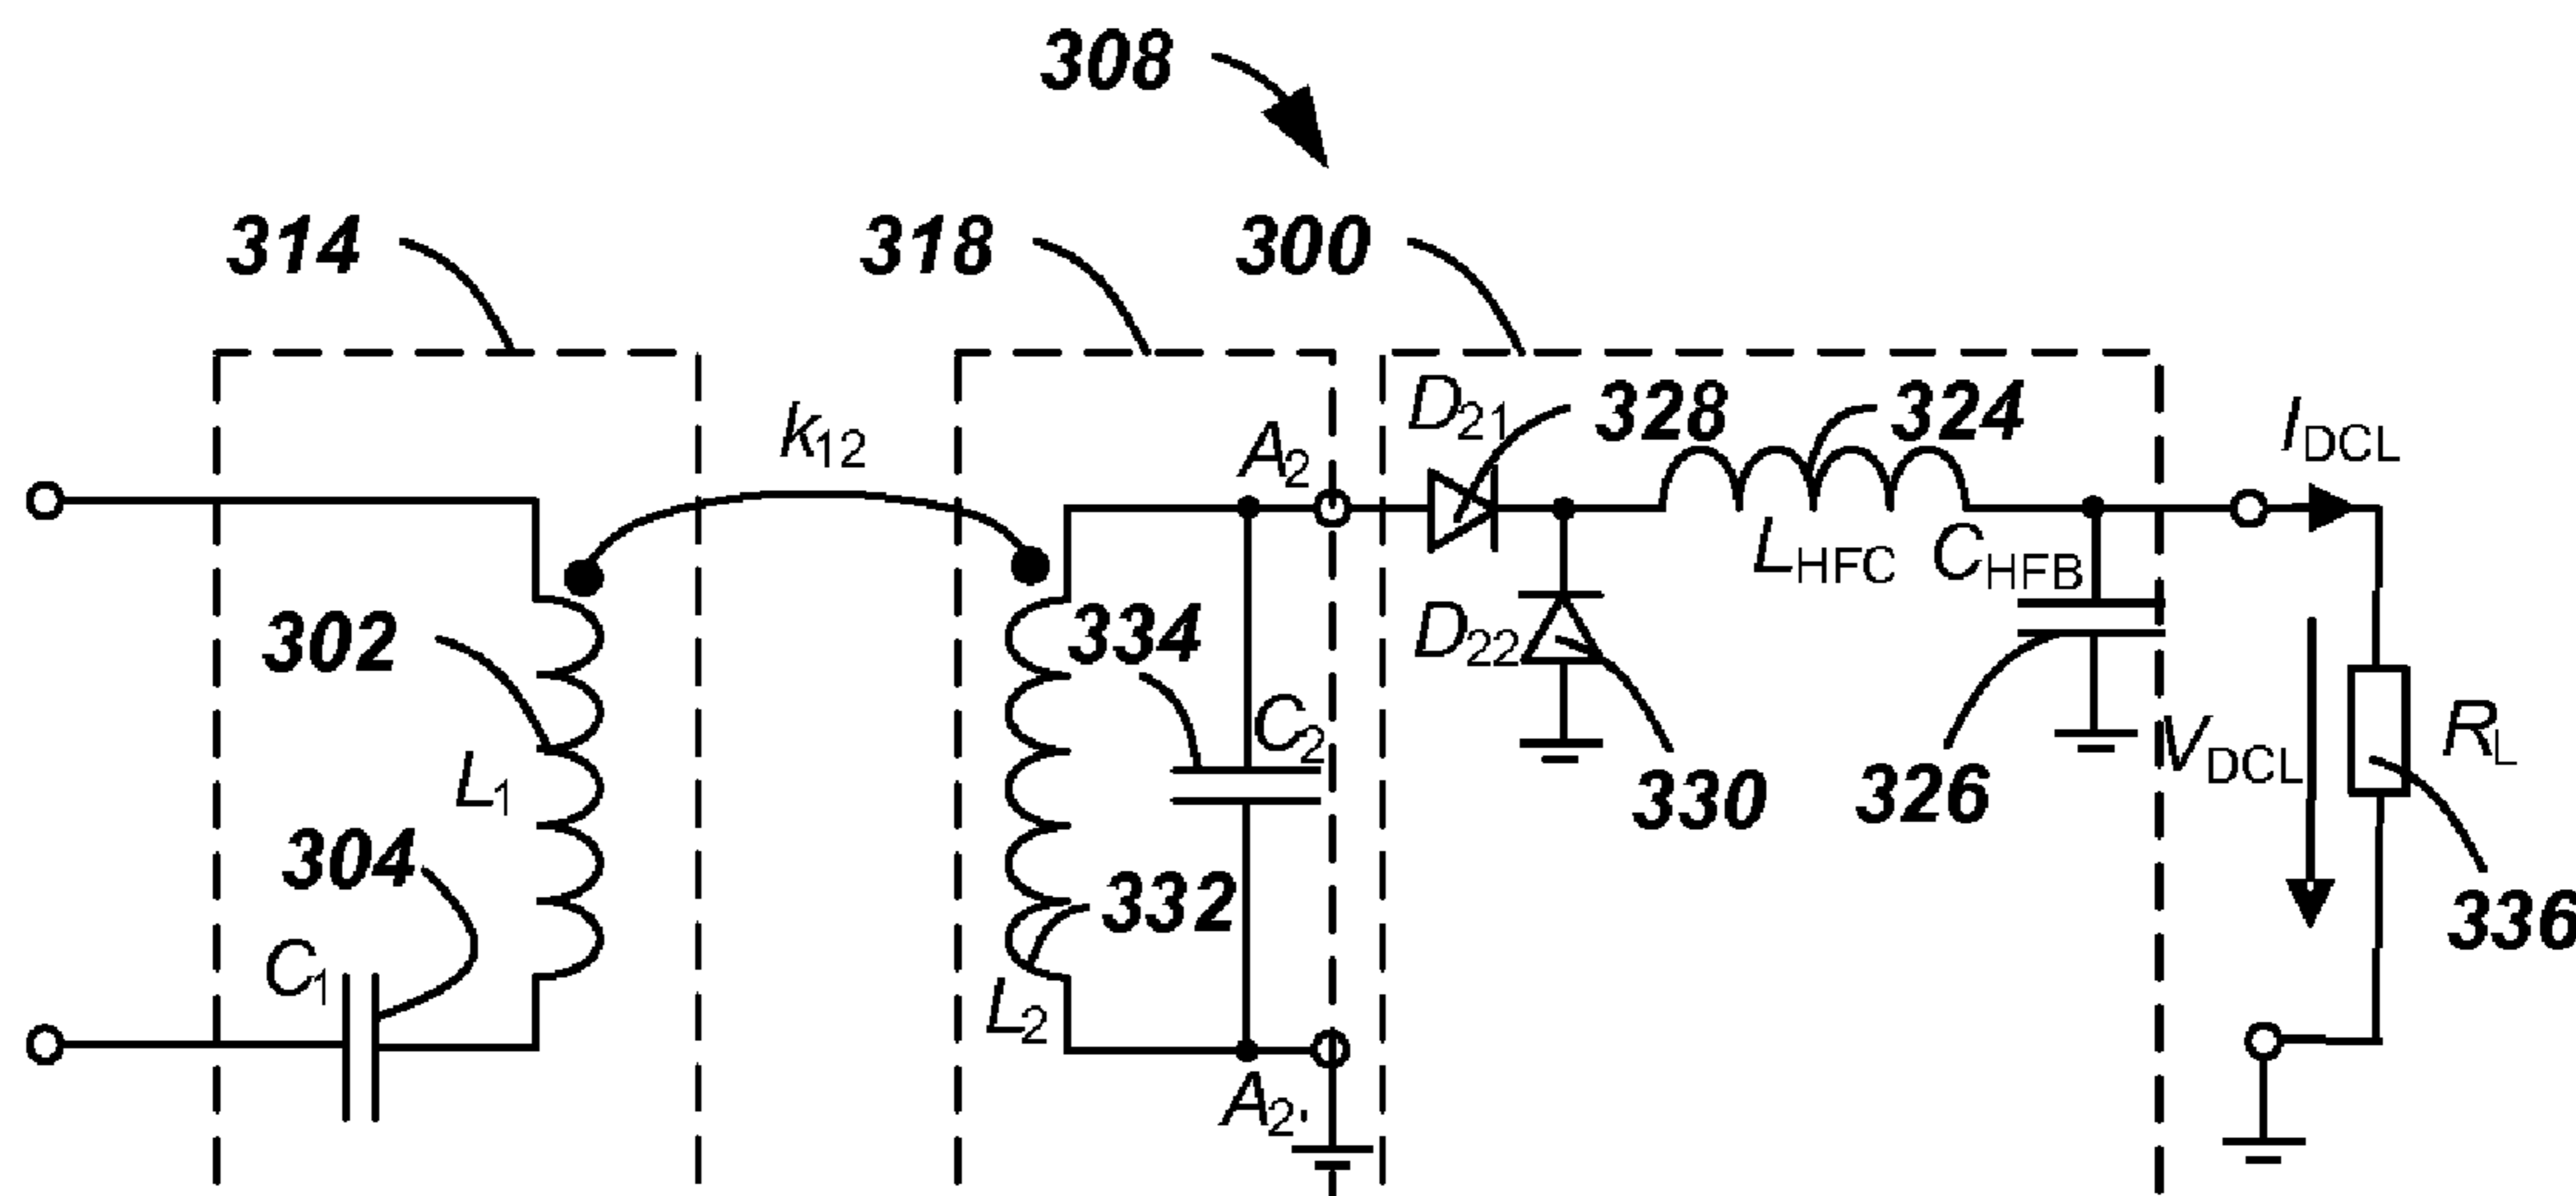 308
314
318
300
D21
328
324
IDCL
k12
A2
LHFC
CHFB
302
334
D22
C2
L1
VDCL
RL
330
326
304
332
336
C1
L2
A2'